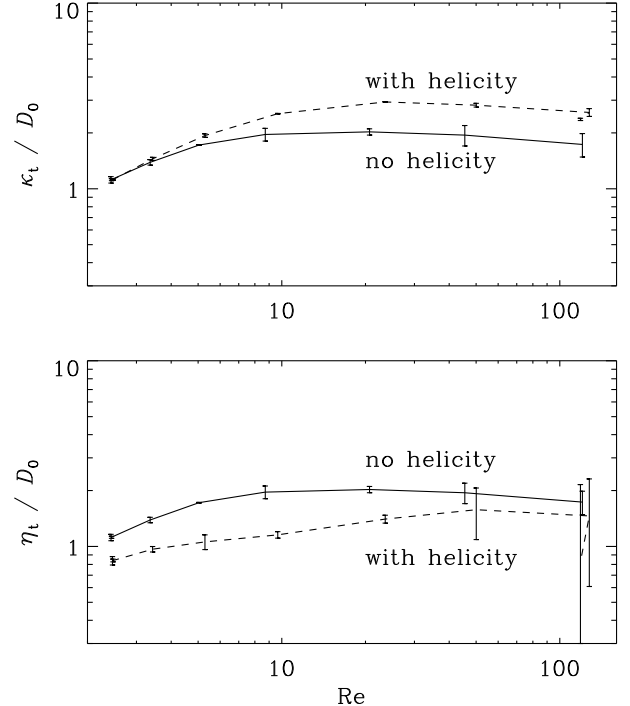 10
with helicity
κt / D0
no helicity
1
10
100
10
no helicity
ηt / D0
1
with helicity
10
100
Re